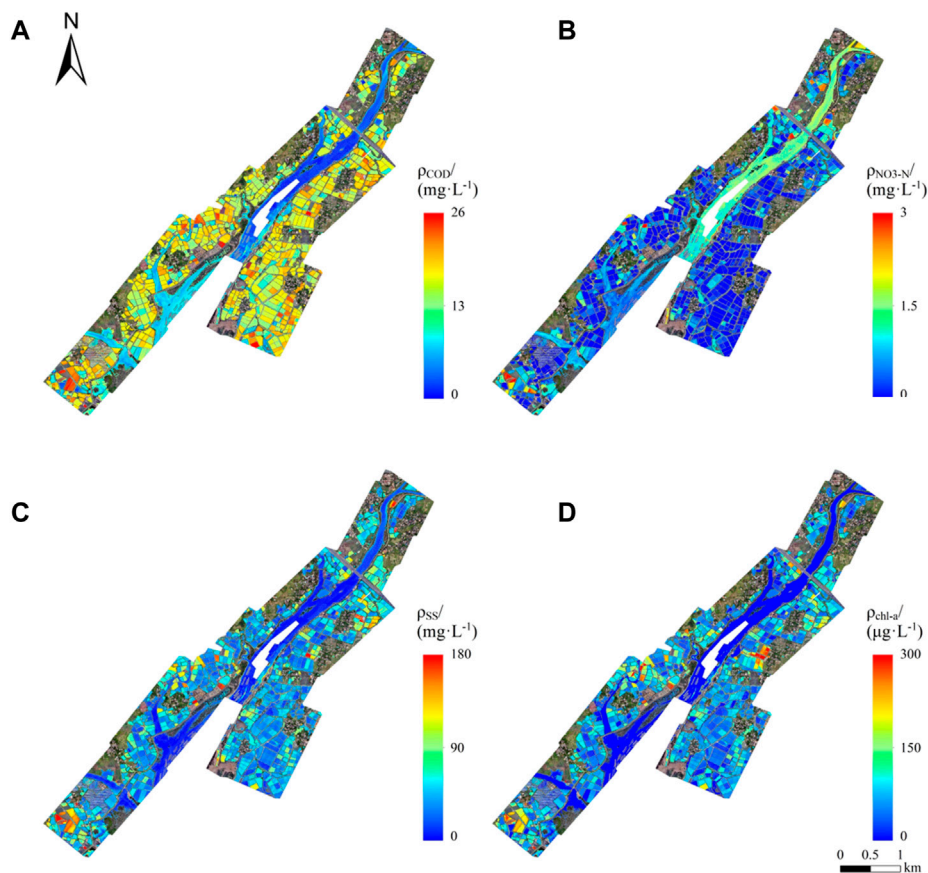 A
N
B
ρCOD/
(mg·L⁻¹)
26
13
0
ρNO3-N/
(mg·L⁻¹)
3
1.5
0
C
D
ρSS/
(mg·L⁻¹)
180
90
0
ρchl-a/
(μg·L⁻¹)
300
150
0
0 0.5 1
km